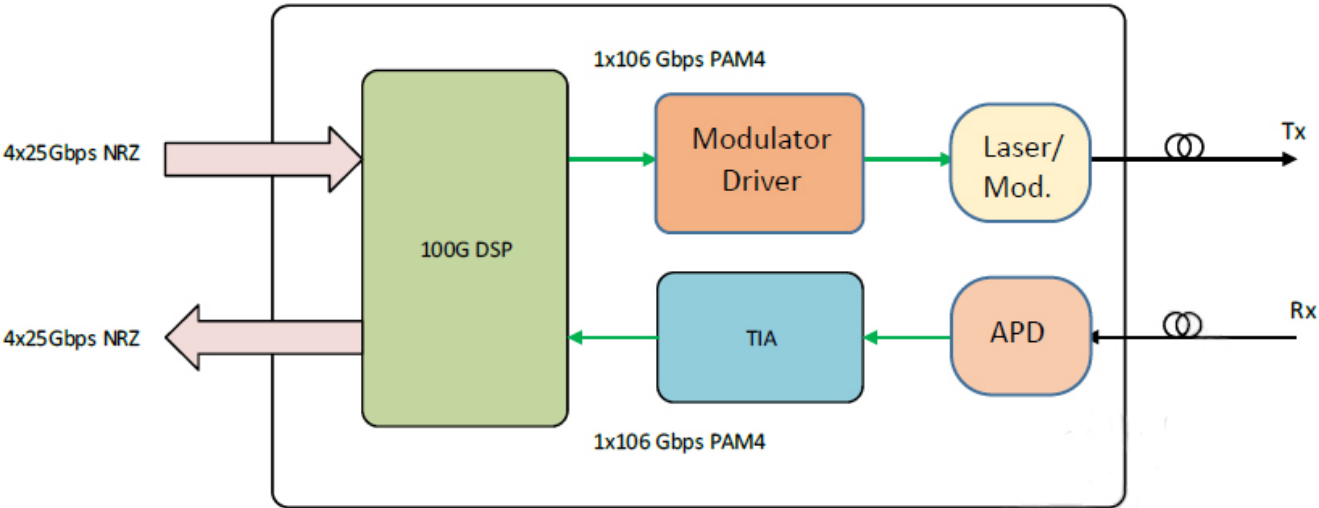 1x106 Gbps PAM4
4x25Gbps NRZ
Modulator
Driver
Laser/
Mod.
Tx
100G DSP
4x25Gbps NRZ
TIA
APD
Rx
1x106 Gbps PAM4